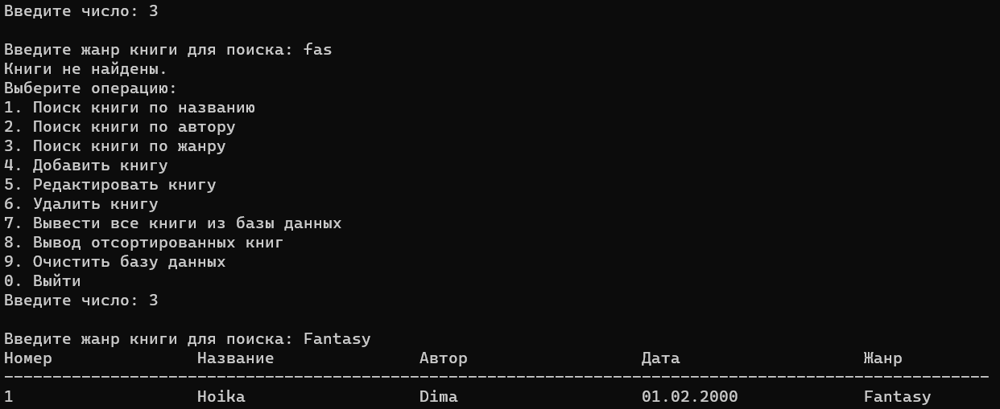 Введите число: 3
Введите жанр книги для поиска: fas
Книги не найдены.
Выберите операцию:
1. Поиск книги по названию
2. Поиск книги по автору
3. Поиск книги по жанру
4. Добавить книгу
5. Редактировать книгу
6. Удалить книгу
7. Вывести все книги из базы данных
8. Вывод отсортированных книг
9. Очистить базу данных
0. Выйти
Введите число: 3
Введите жанр книги для поиска: Fantasy
Номер Название Автор Дата Жанр
------------------------------------------------------------------------------------------------------
1 Hoika Dima 01.02.2000 Fantasy